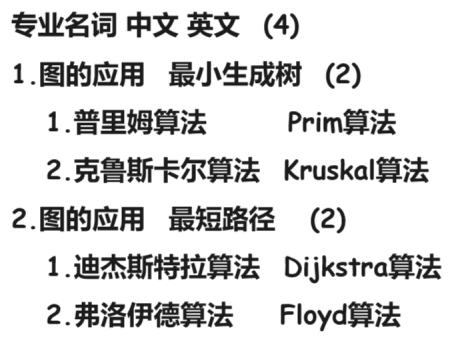 专业名词 中文 英文 (4)
1.图的应用 最小生成树 (2)
1.普里姆算法 Prim算法
2.克鲁斯卡尔算法 Kruskal算法
2.图的应用 最短路径 (2)
1.迪杰斯特拉算法 Dijkstra算法
2.弗洛伊德算法 Floyd算法